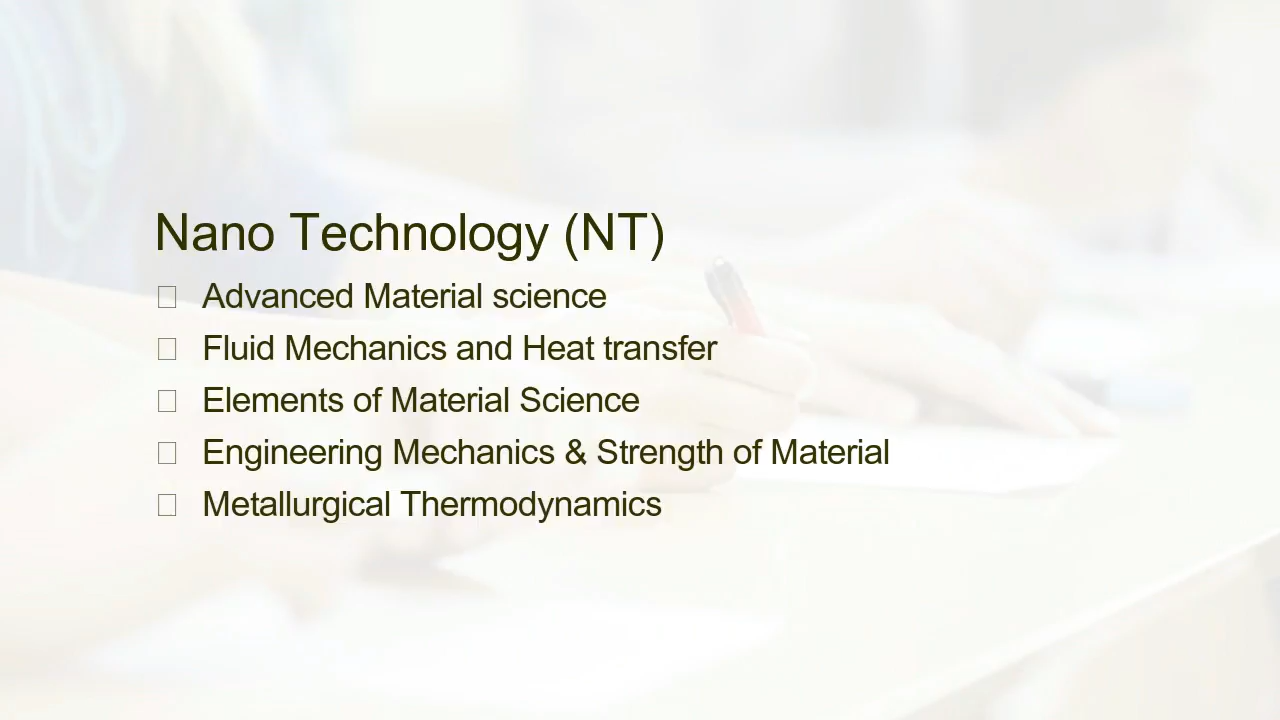 Nano Technology (NT)
Advanced Material science
Fluid Mechanics and Heat transfer
Elements of Material Science
Engineering Mechanics & Strength of Material
Metallurgical Thermodynamics